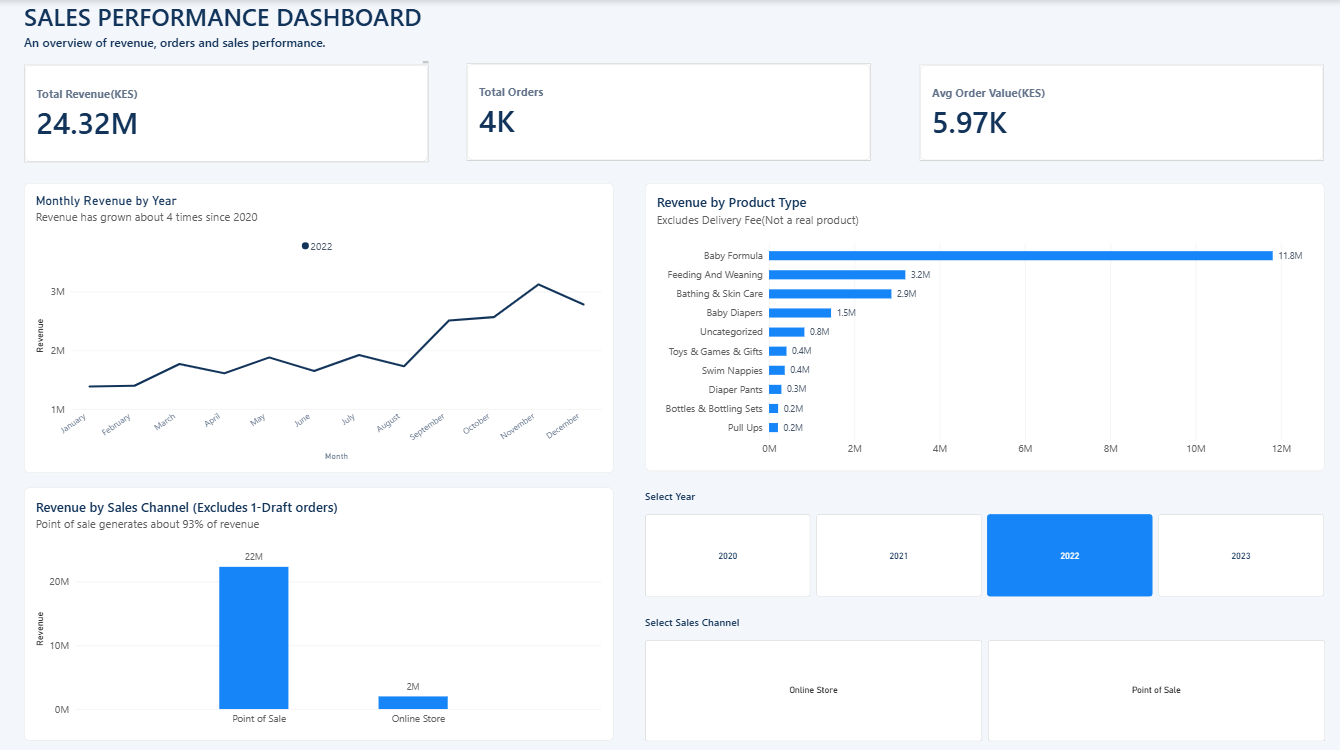 SALES PERFORMANCE DASHBOARD
An overview of revenue, orders and sales performance.
Total Revenue(KES)
24.32M
Total Orders
4K
Avg Order Value(KES)
5.97K
Monthly Revenue by Year
Revenue has grown about 4 times since 2020
2022
3M
2M
1M
Revenue
January
February
March
April
May
June
July
August
September
October
November
December
Month
Revenue by Product Type
Excludes Delivery Fee(Not a real product)
Baby Formula 11.8M
Feeding And Weaning 3.2M
Bathing & Skin Care 2.9M
Baby Diapers 1.5M
Uncategorized 0.8M
Toys & Games & Gifts 0.4M
Swim Nappies 0.4M
Diaper Pants 0.3M
Bottles & Bottling Sets 0.2M
Pull Ups 0.2M
0M 2M 4M 6M 8M 10M 12M
Revenue by Sales Channel (Excludes 1-Draft orders)
Point of sale generates about 93% of revenue
22M
2M
20M
10M
0M
Revenue
Point of Sale
Online Store
Select Year
2020
2021
2022
2023
Select Sales Channel
Online Store
Point of Sale